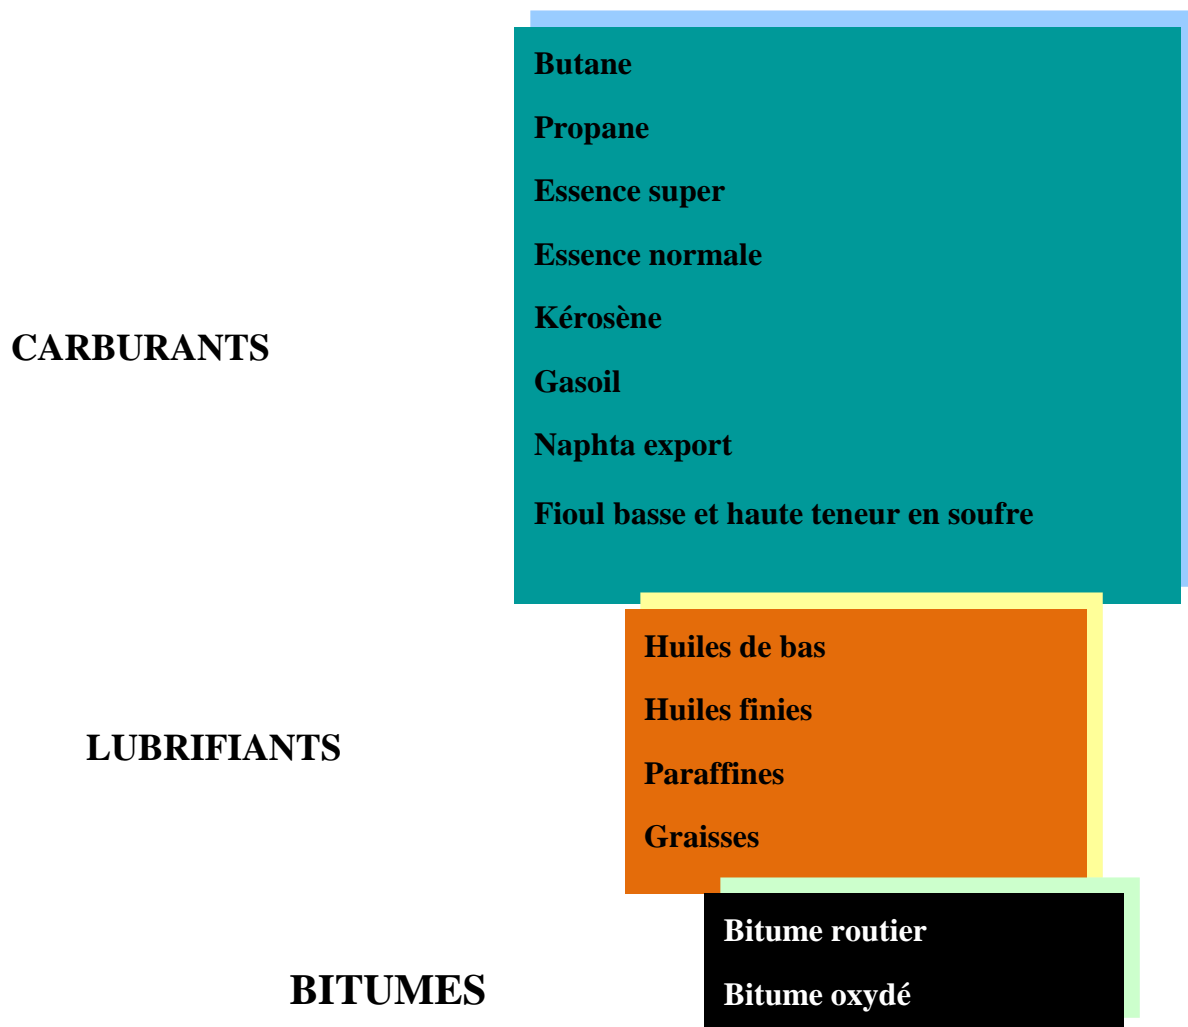 CARBURANTS
Butane
Propane
Essence super
Essence normale
Kérosène
Gasoil
Naphta export
Fioul basse et haute teneur en soufre
LUBRIFIANTS
Huiles de bas
Huiles finies
Paraffines
Graisses
BITUMES
Bitume routier
Bitume oxydé